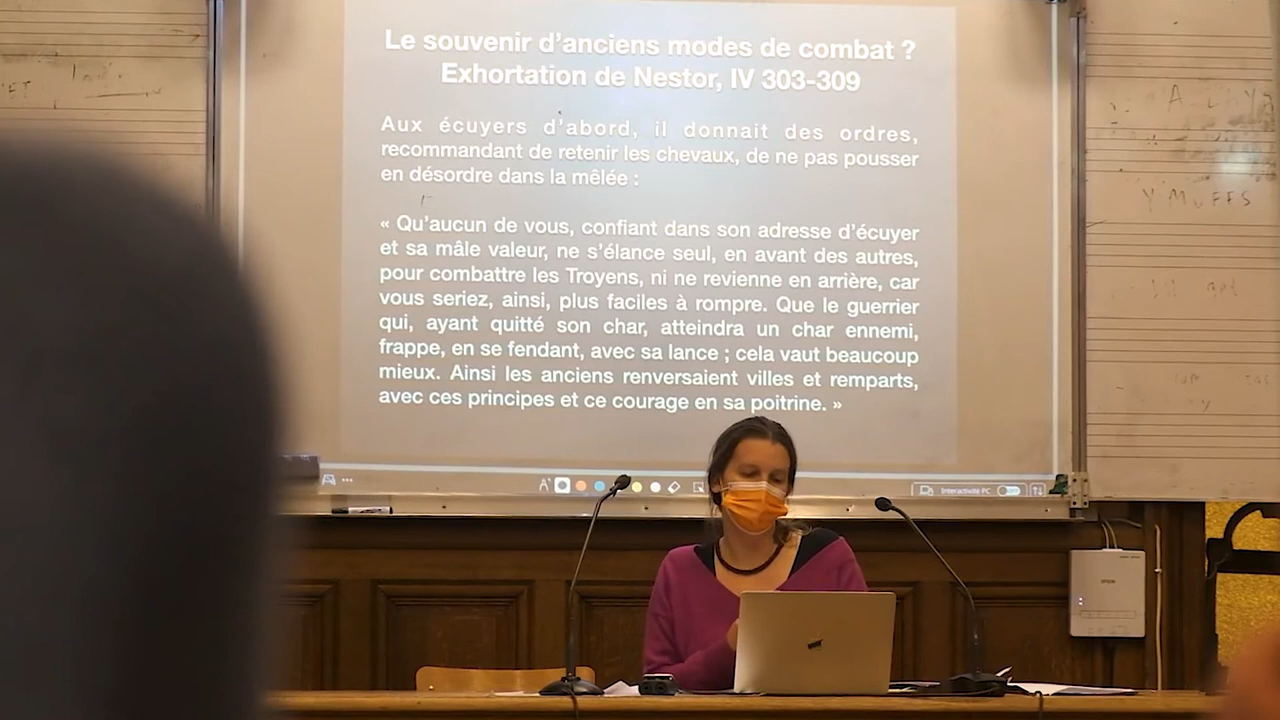 Le souvenir d'anciens modes de combat ?
Exhortation de Nestor, IV 303-309
Aux écuyers d'abord, il donnait des ordres,
recommandant de retenir les chevaux, de ne pas pousser
en désordre dans la mêlée :
« Qu'aucun de vous, confiant dans son adresse d'écuyer
et sa mâle valeur, ne s'élance seul, en avant des autres,
pour combattre les Troyens, ni ne revienne en arrière, car
vous seriez, ainsi, plus faciles à rompre. Que le guerrier
qui, ayant quitté son char, atteindra un char ennemi,
frappe, en se fendant, avec sa lance ; cela vaut beaucoup
mieux. Ainsi les anciens renversaient villes et remparts,
avec ces principes et ce courage en sa poitrine. »
Interactivité PC
EPSON